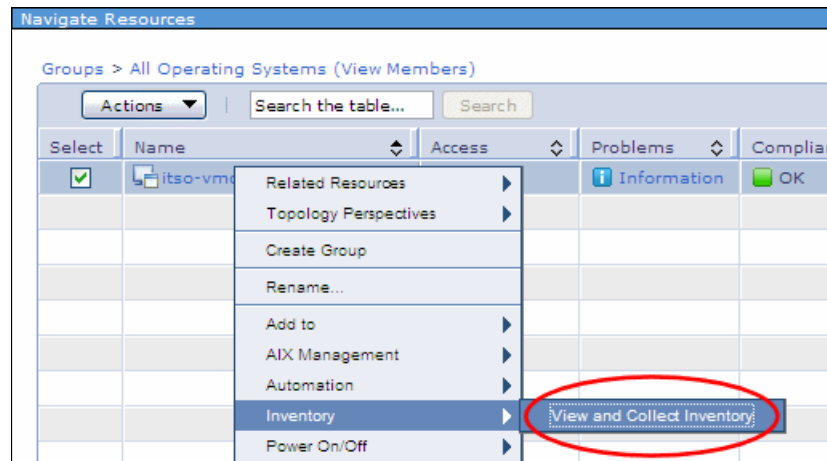 Navigate Resources
Groups > All Operating Systems (View Members)
Actions Search the table... Search
Select Name Access Problems
itso-vm Information OK
Related Resources
Topology Perspectives
Create Group
Rename...
Add to
AIX Management
Automation
Inventory View and Collect Inventory
Power On/Off